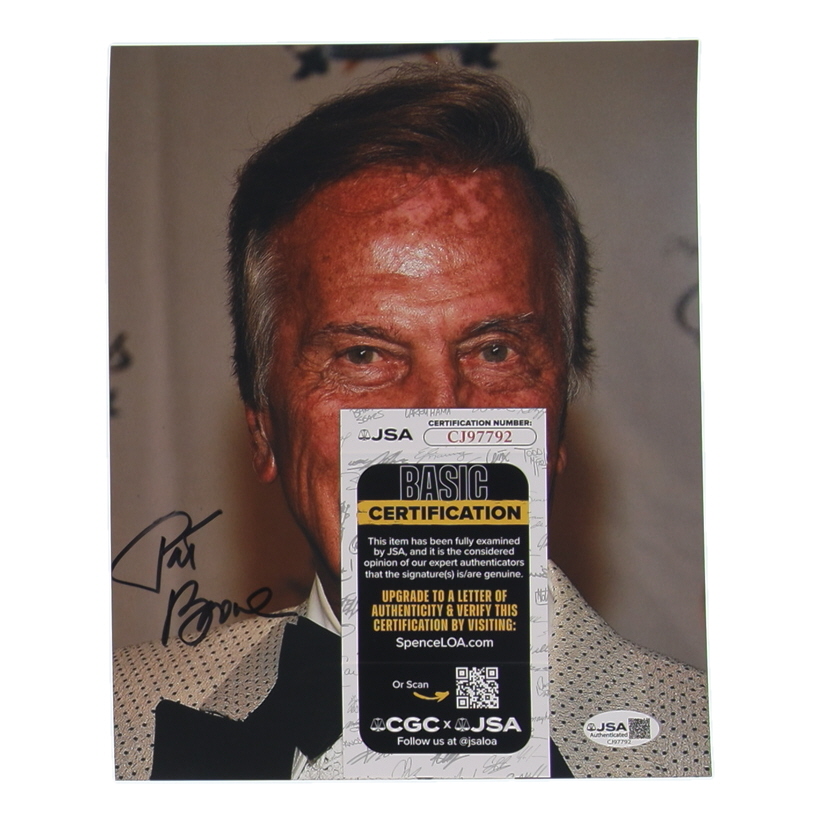 CERTIFICATION NUMBER:
JSA CJ97792
BASIC
CERTIFICATION
This item has been fully examined
by JSA, and it is the considered
opinion of our expert authenticators
that the signature(s) is/are genuine.
UPGRADE TO A LETTER OF
AUTHENTICITY & VERIFY THIS
CERTIFICATION BY VISITING:
SpenceLOA.com
Or Scan
CGC x JSA
Follow us at @jsaloa
Pat
Boone
JSA
Authenticated
CJ97792